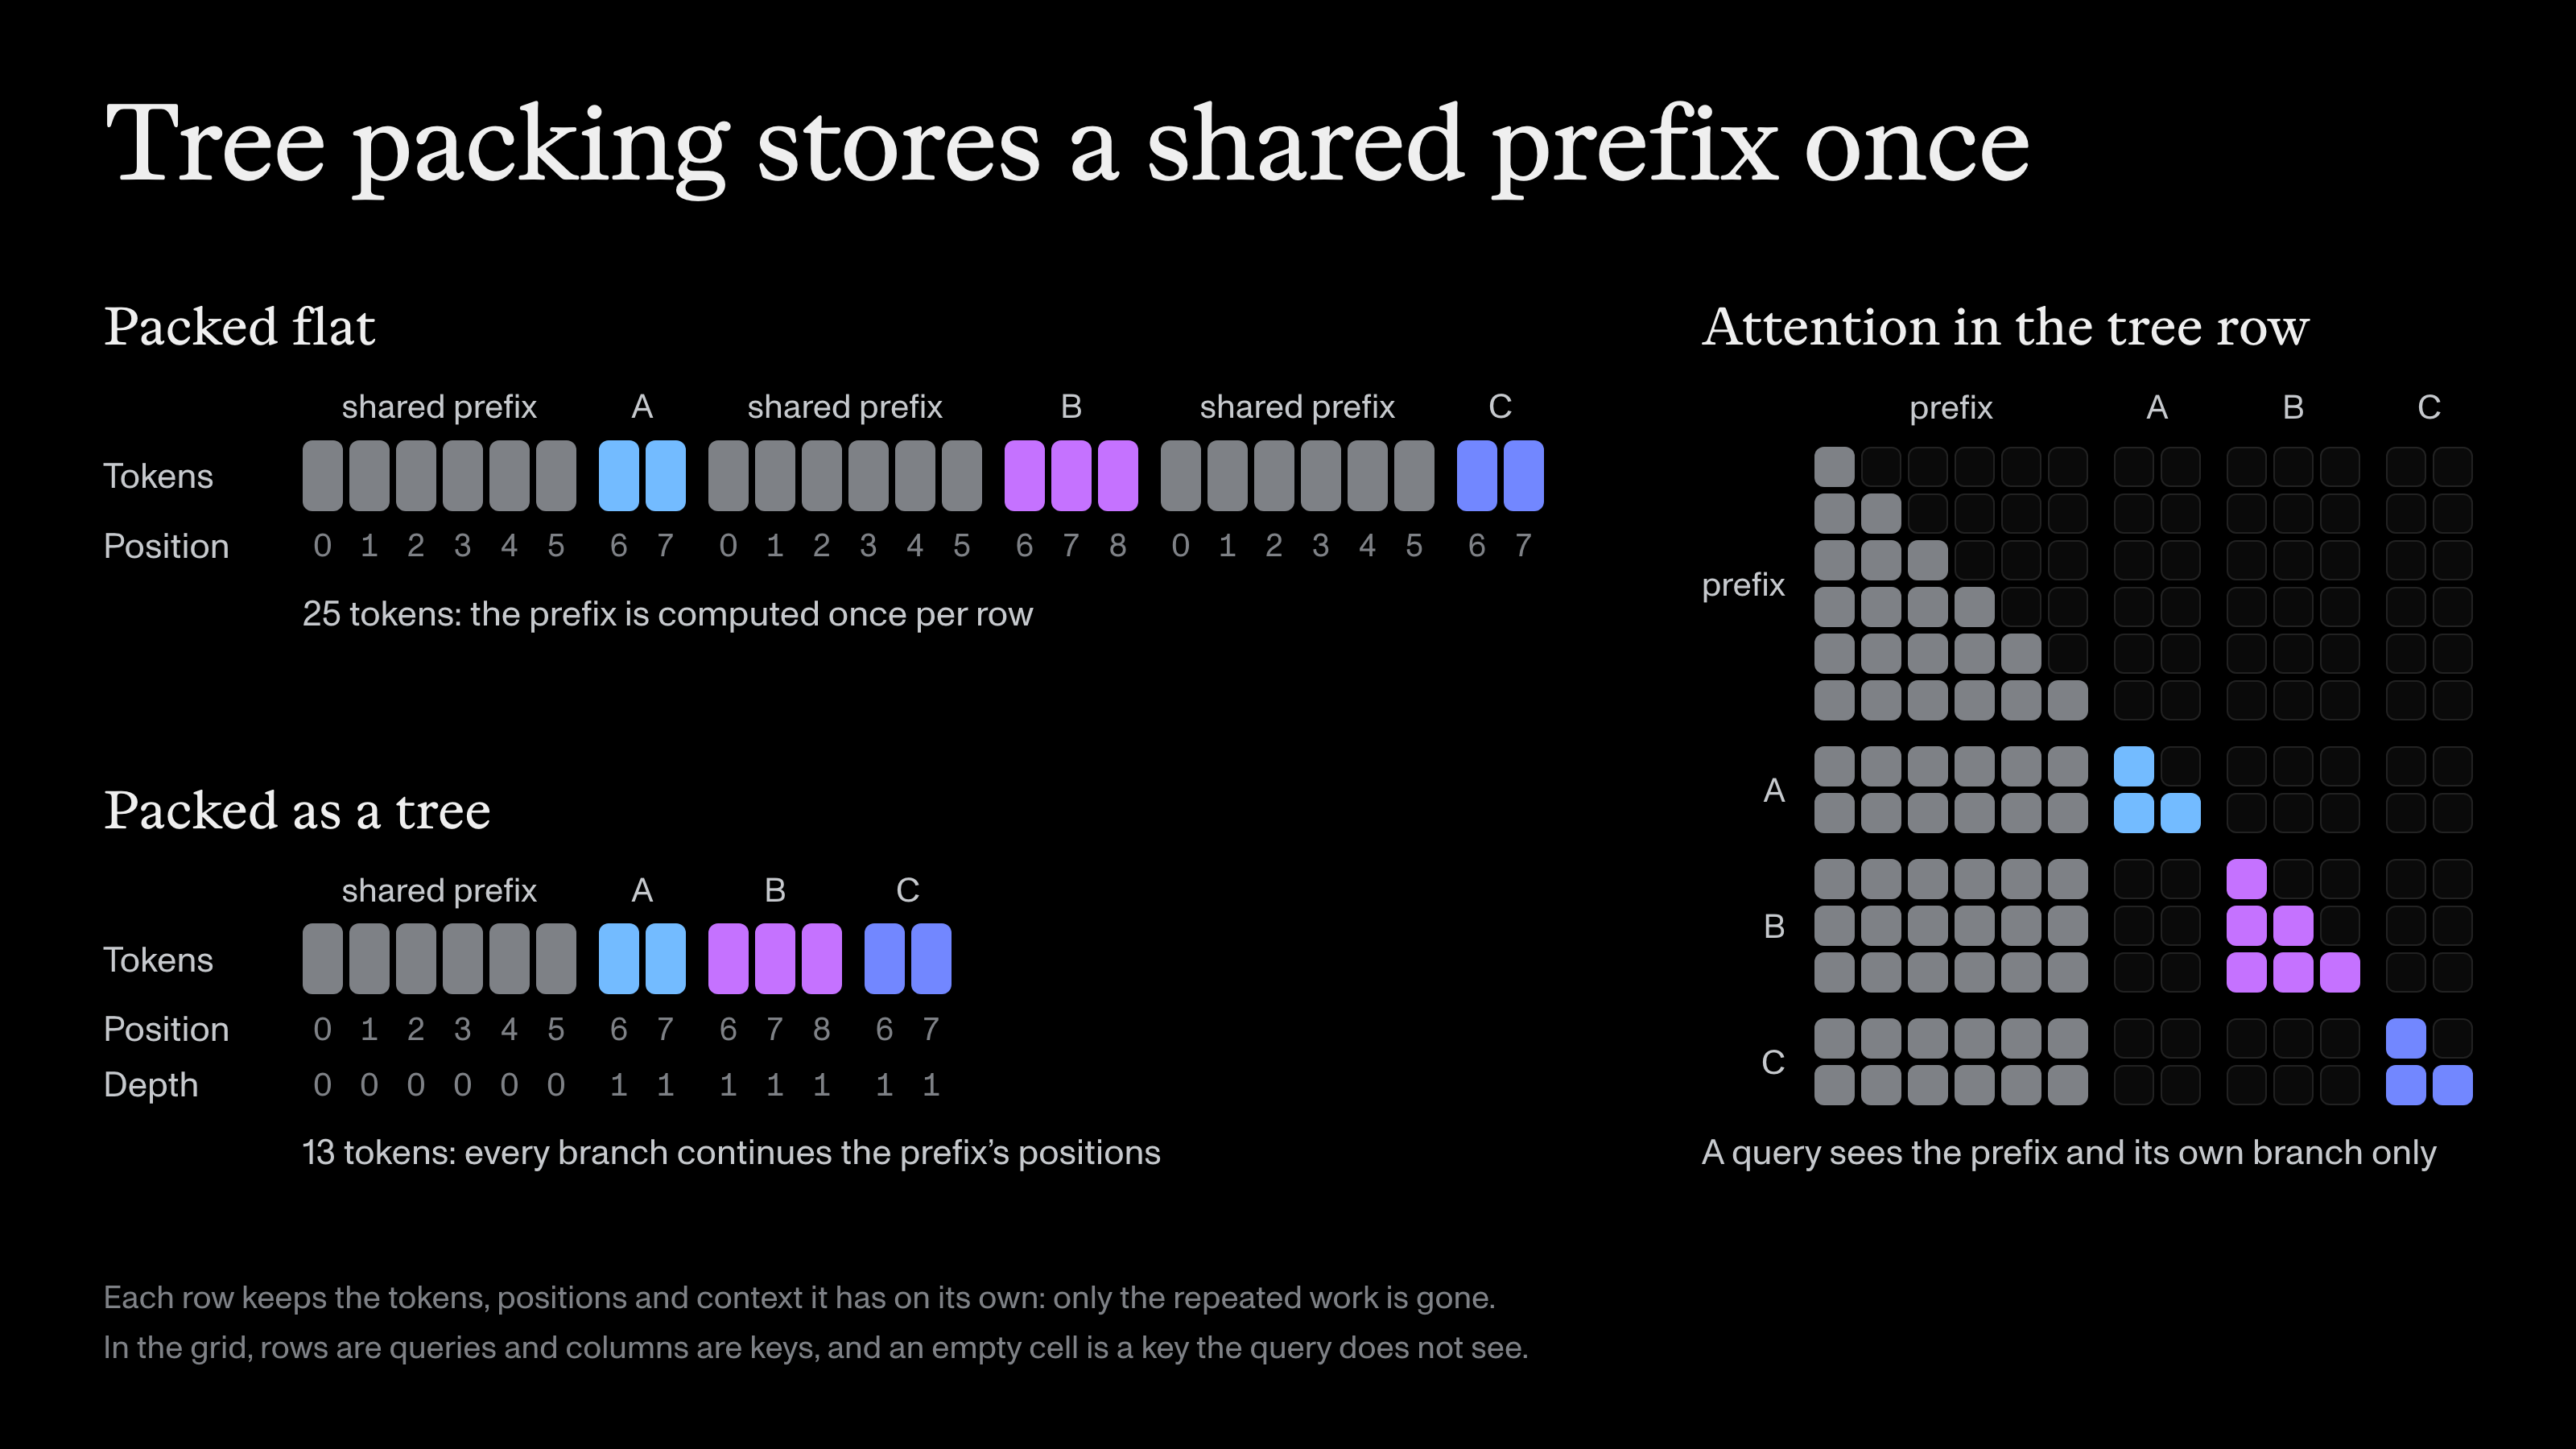 Tree packing stores a shared prefix once
Packed flat
shared prefix A shared prefix B shared prefix C
Tokens
Position 0 1 2 3 4 5 6 7 0 1 2 3 4 5 6 7 8 0 1 2 3 4 5 6 7
25 tokens: the prefix is computed once per row
Packed as a tree
shared prefix A B C
Tokens
Position 0 1 2 3 4 5 6 7 6 7 8 6 7
Depth 0 0 0 0 0 0 1 1 1 1 1 1 1
13 tokens: every branch continues the prefix’s positions
Attention in the tree row
prefix A B C
prefix
A
B
C
A query sees the prefix and its own branch only
Each row keeps the tokens, positions and context it has on its own: only the repeated work is gone.
In the grid, rows are queries and columns are keys, and an empty cell is a key the query does not see.